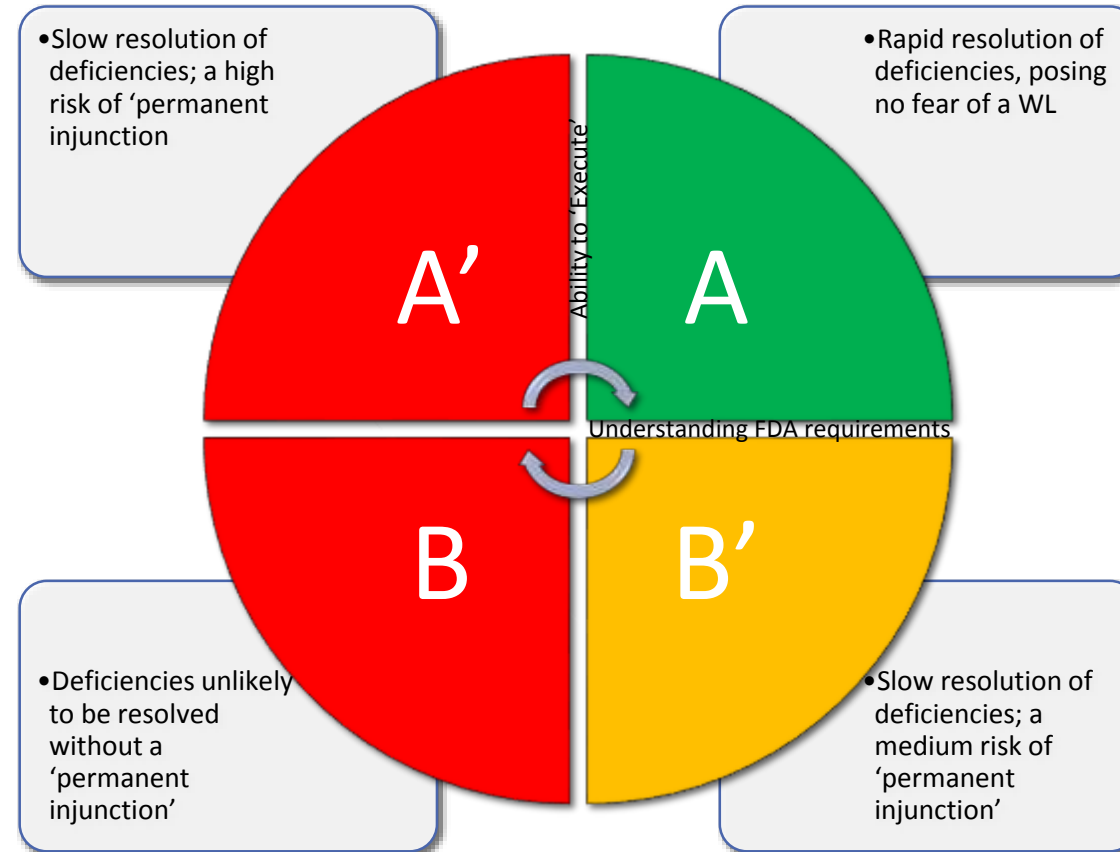 •Slow resolution of
deficiencies; a high
risk of ‘permanent
injunction
•Rapid resolution of
deficiencies, posing
no fear of a WL
Ability to ‘Execute’
A’
A
Understanding FDA requirements
B
B’
•Deficiencies unlikely
to be resolved
without a
‘permanent
injunction’
•Slow resolution of
deficiencies; a
medium risk of
‘permanent
injunction’